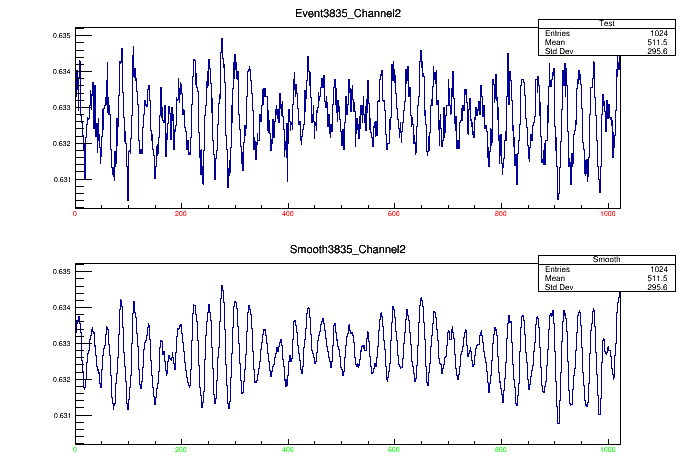 Event3835_Channel2
Test
Entries 1024
Mean 511.5
Std Dev 295.6
0.635
0.634
0.633
0.632
0.631
0 200 400 600 800 1000
Smooth3835_Channel2
Smooth
Entries 1024
Mean 511.5
Std Dev 295.6
0.635
0.634
0.633
0.632
0.631
0 200 400 600 800 1000